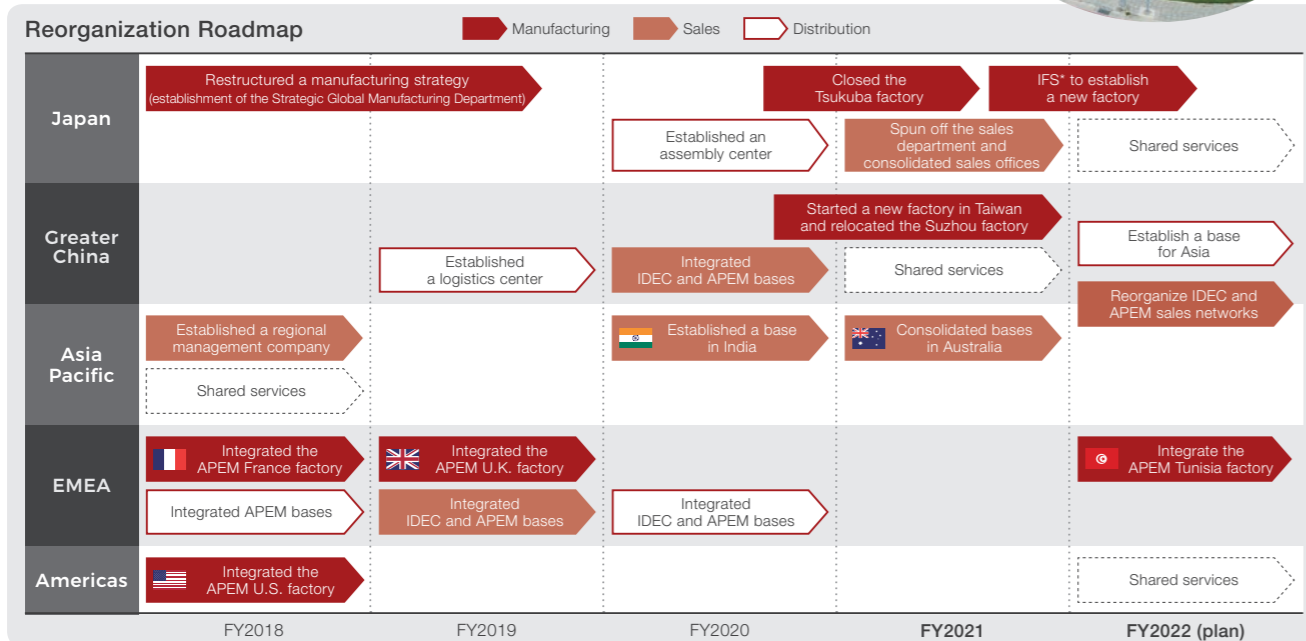 Reorganization Roadmap
Manufacturing
Sales
Distribution
Japan
Restructured a manufacturing strategy
(establishment of the Strategic Global Manufacturing Department)
Closed the
Tsukuba factory
IFS* to establish
a new factory
Established an
assembly center
Spun off the sales
department and
consolidated sales offices
Shared services
Greater
China
Started a new factory in Taiwan
and relocated the Suzhou factory
Established
a logistics center
Integrated
IDEC and APEM bases
Shared services
Establish a base
for Asia
Reorganize IDEC and
APEM sales networks
Asia
Pacific
Established a regional
management company
Established a base
in India
Consolidated bases
in Australia
Shared services
EMEA
Integrated the
APEM France factory
Integrated the
APEM U.K. factory
Integrate the
APEM Tunisia factory
Integrated APEM bases
Integrated
IDEC and APEM bases
Integrated
IDEC and APEM bases
Americas
Integrated the
APEM U.S. factory
Shared services
FY2018
FY2019
FY2020
FY2021
FY2022 (plan)